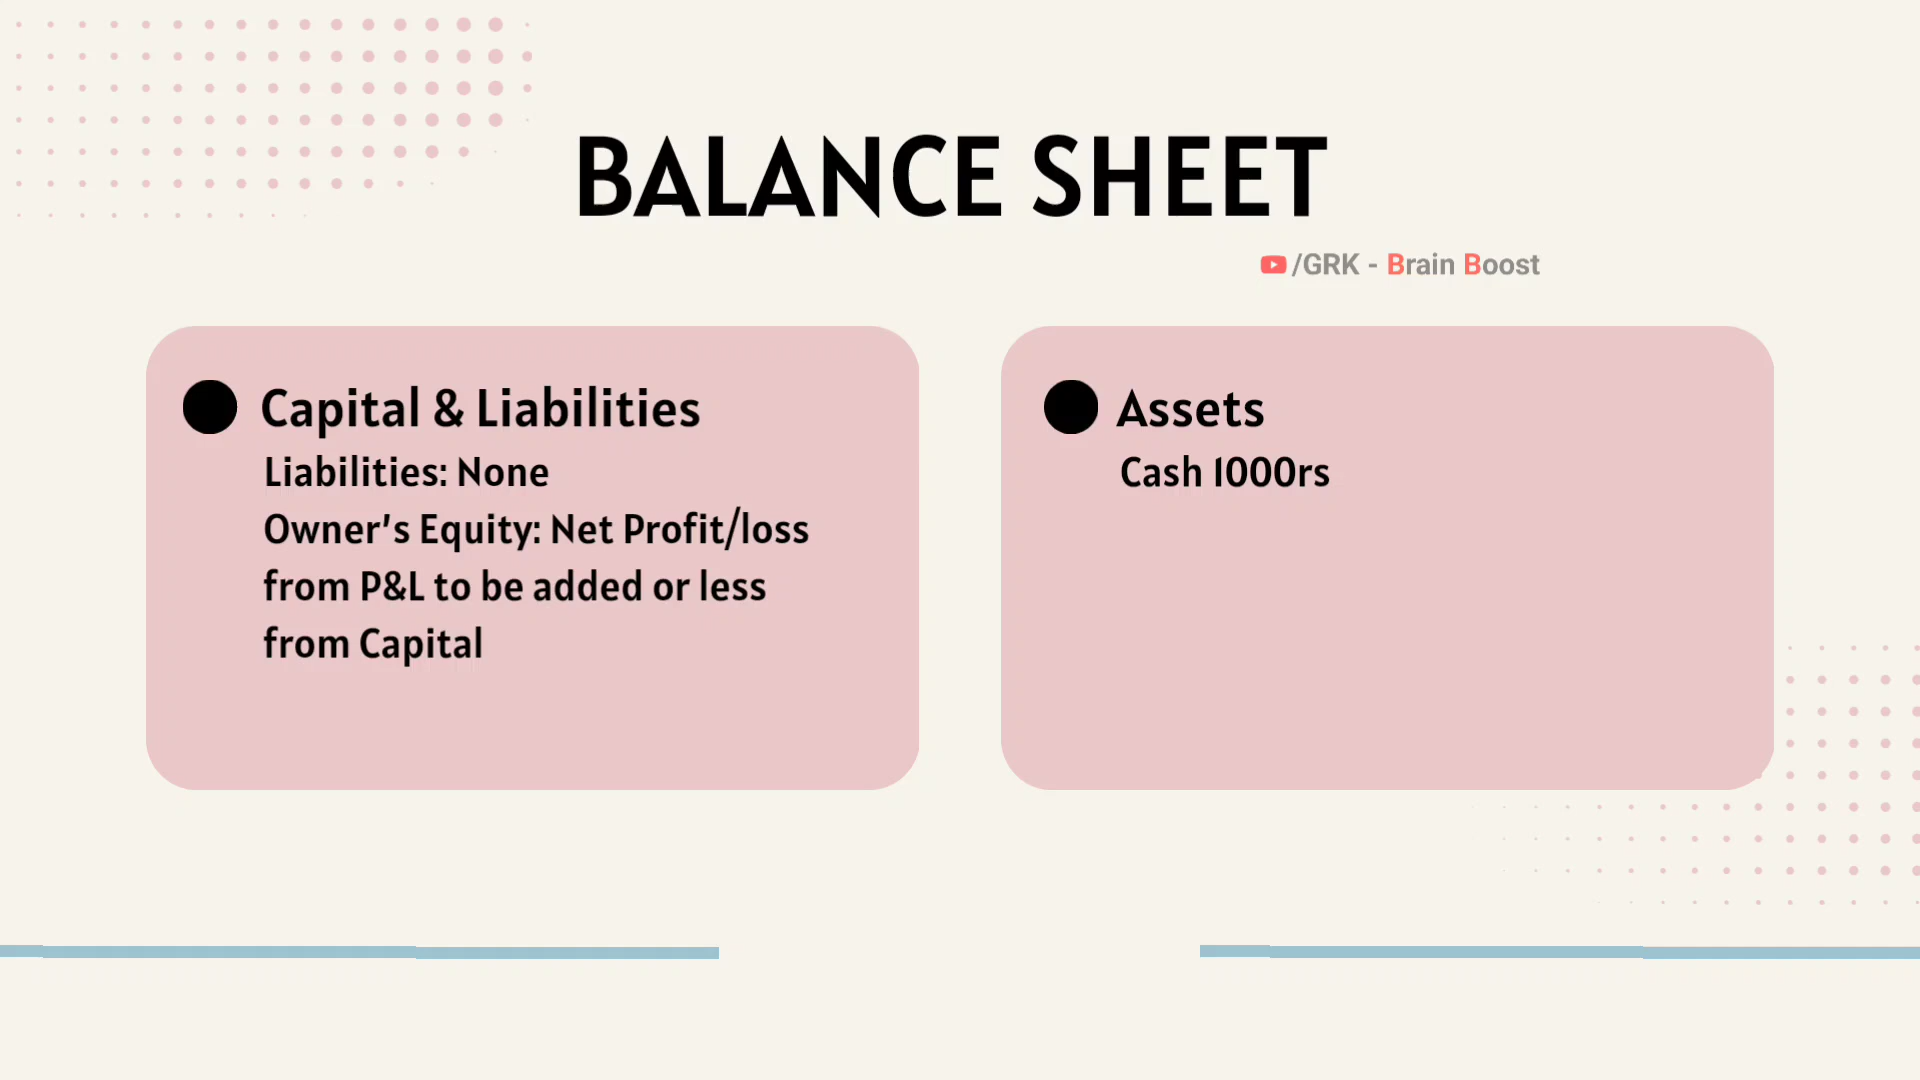 BALANCE SHEET
/GRK - Brain Boost
Capital & Liabilities
Liabilities: None
Owner's Equity: Net Profit/loss
from P&L to be added or less
from Capital
Assets
Cash 1000rs